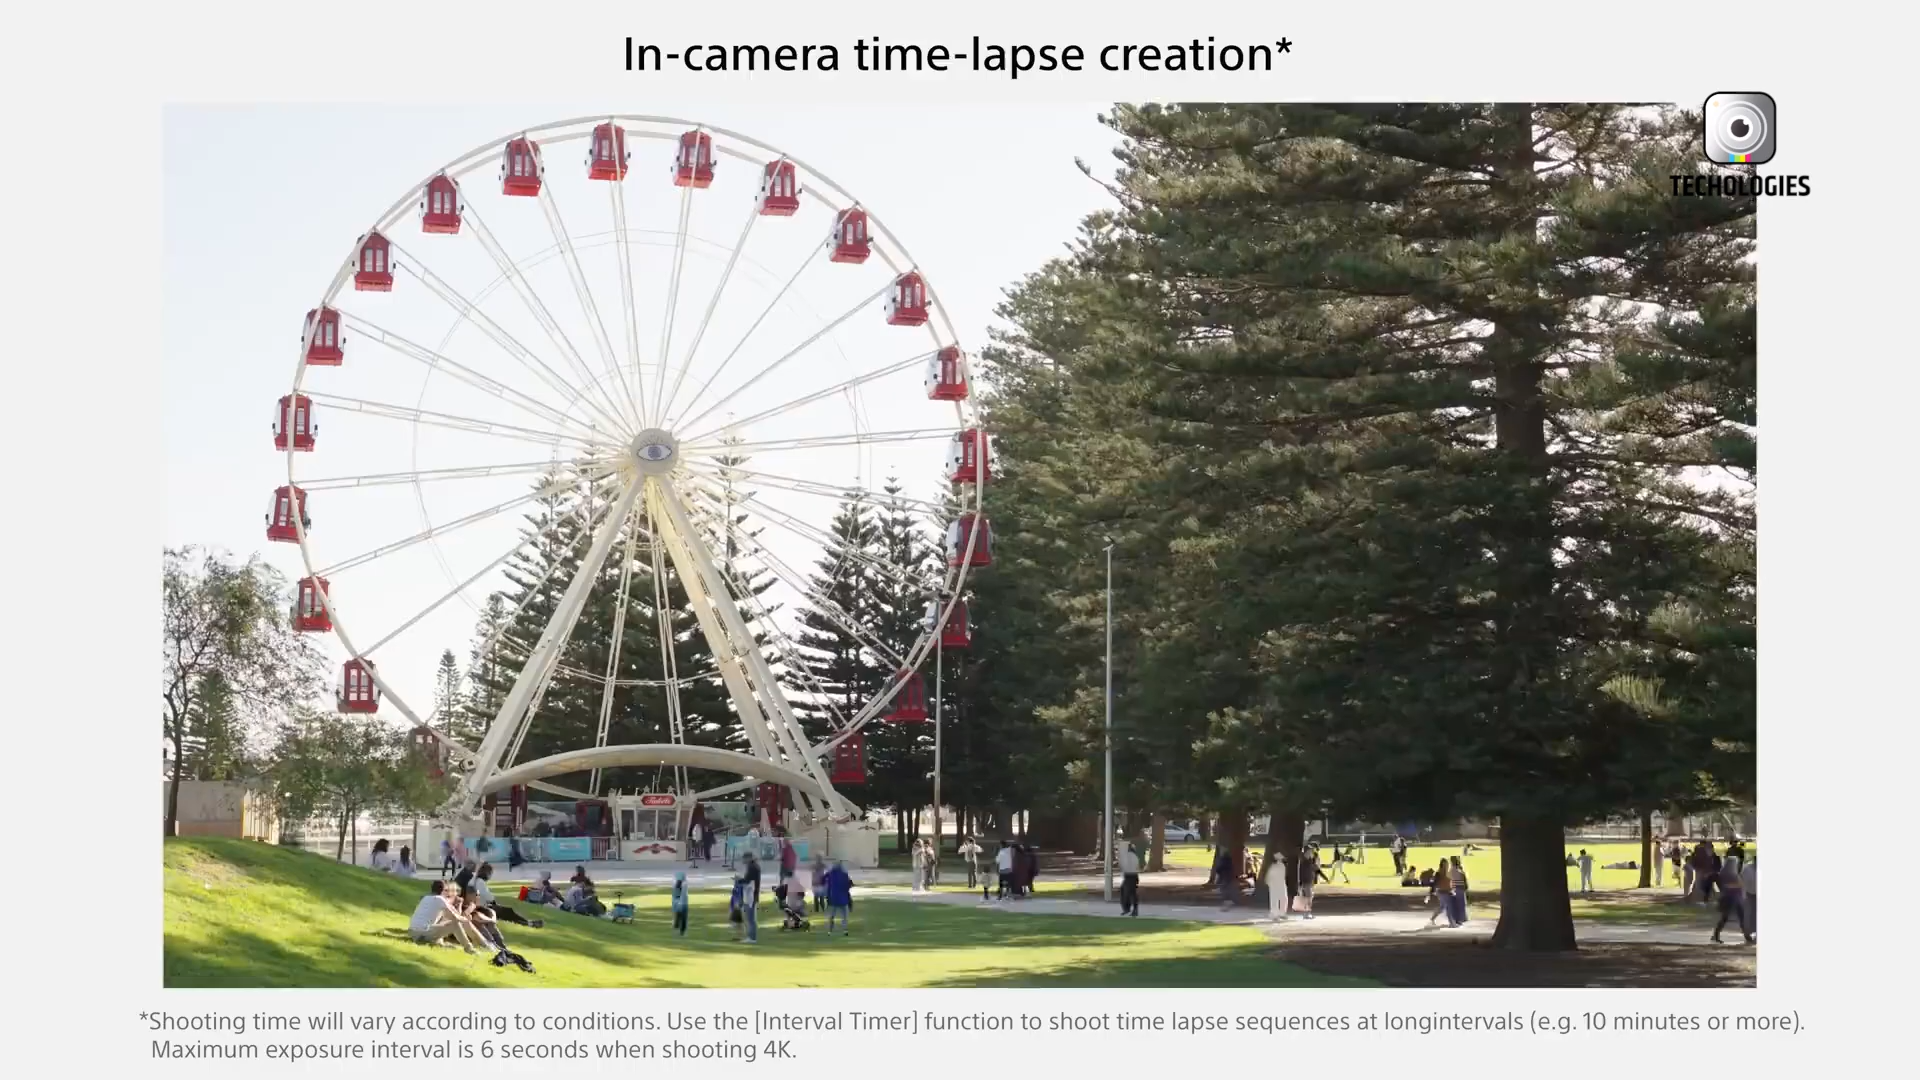 In-camera time-lapse creation*
TECHOLOGIES
Tickets
*Shooting time will vary according to conditions. Use the [Interval Timer] function to shoot time lapse sequences at longintervals (e.g. 10 minutes or more).
Maximum exposure interval is 6 seconds when shooting 4K.